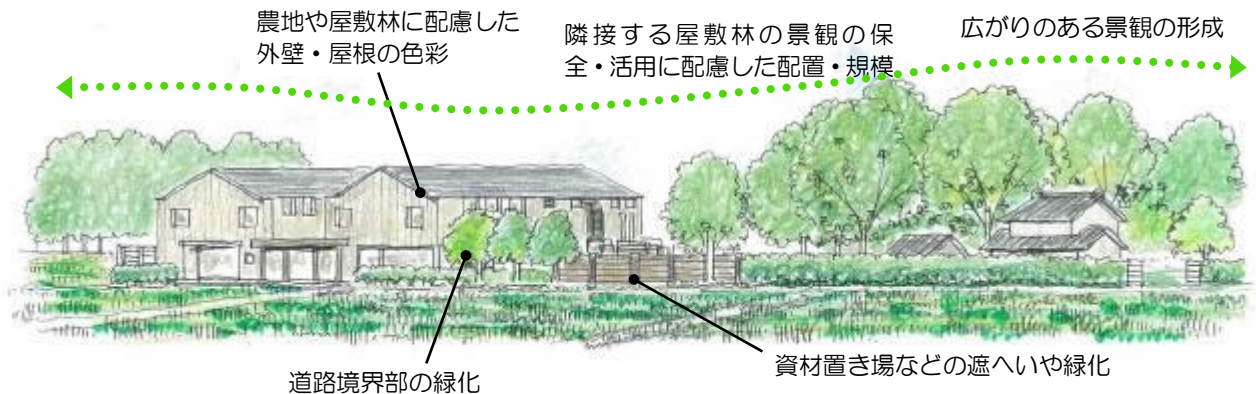 農地や屋敷林に配慮した
外壁・屋根の色彩
隣接する屋敷林の景観の保
全・活用に配慮した配置・規模
広がりのある景観の形成
道路境界部の緑化
資材置き場などの遮へいや緑化